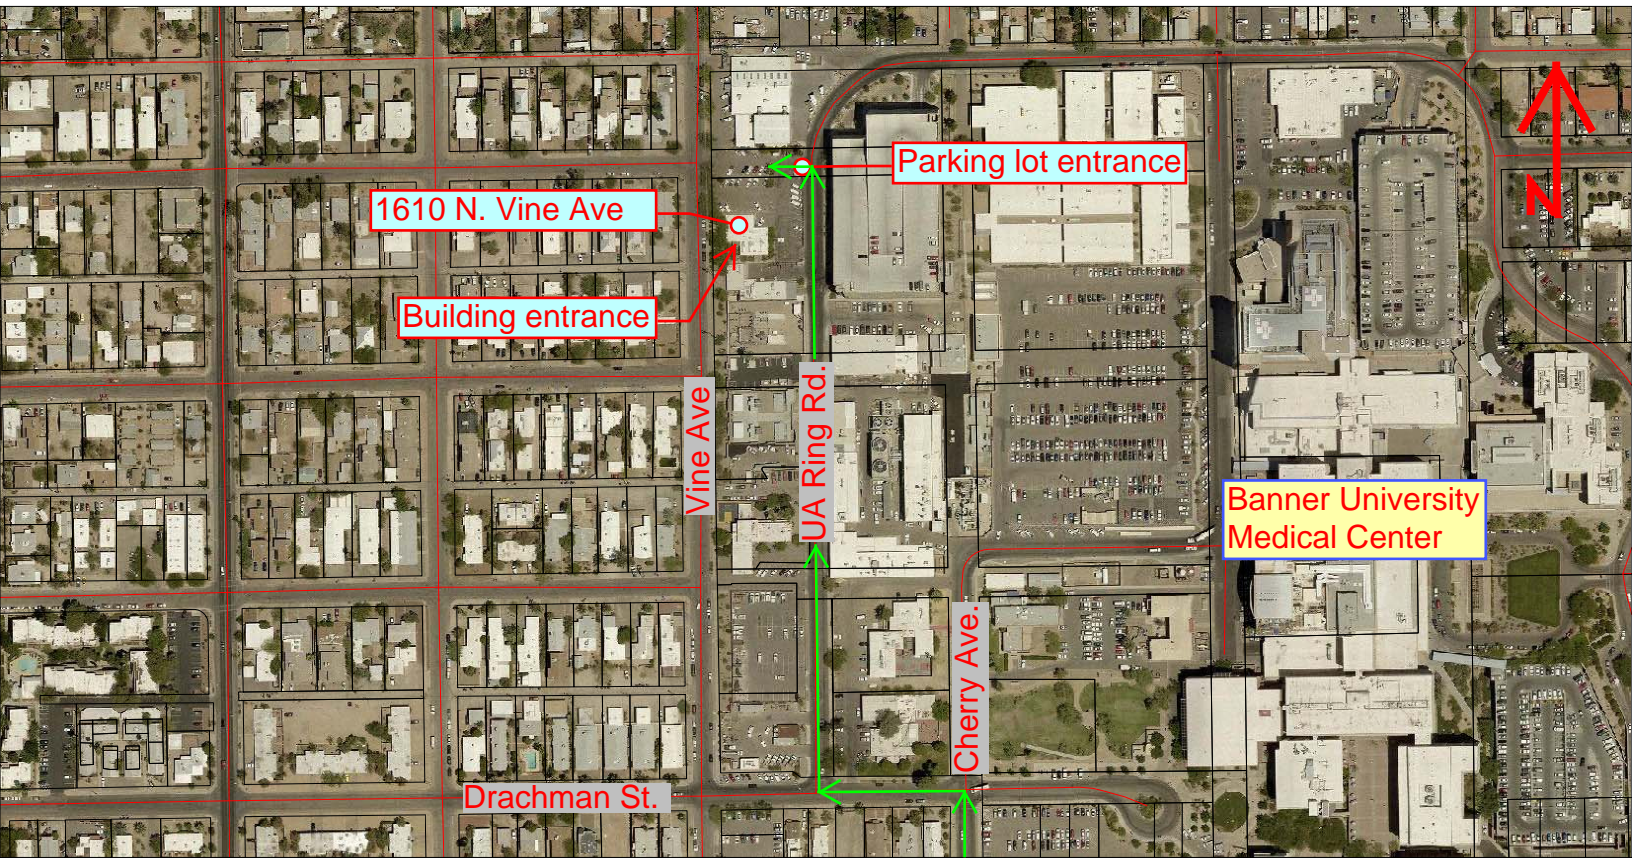 Parking lot entrance
1610 N. Vine Ave
Building entrance
N
Vine Ave
UA Ring Rd.
Banner University
Medical Center
Cherry Ave.
Drachman St.